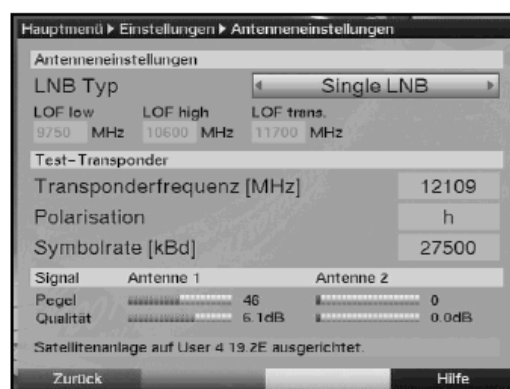 Hauptmenü ▶ Einstellungen ▶ Antenneneinstellungen
Antenneneinstellungen
LNB Typ Single LNB
LOF low LOF high LOF trans.
9750 MHz 10600 MHz 11700 MHz
Test-Transponder
Transponderfrequenz [MHz] 12109
Polarisation h
Symbolrate [kBd] 27500
Signal Antenne 1 Antenne 2
Pegel 46 0
Qualität 6.1dB 0.0dB
Satellitenanlage auf User 4 19.2E ausgerichtet.
Zurück Hilfe